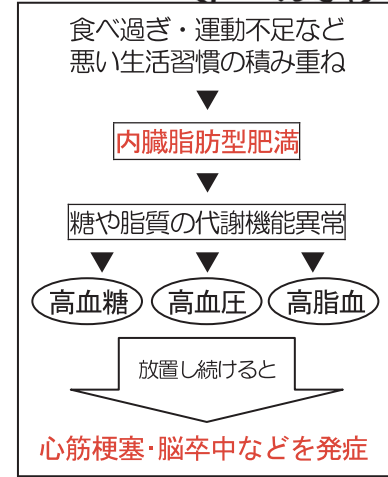 食べ過ぎ・運動不足など
悪い生活習慣の積み重ね
▼
内臓脂肪型肥満
▼
糖や脂質の代謝機能異常
▼ ▼ ▼
高血糖 高血圧 高脂血
放置し続けると
心筋梗塞・脳卒中などを発症